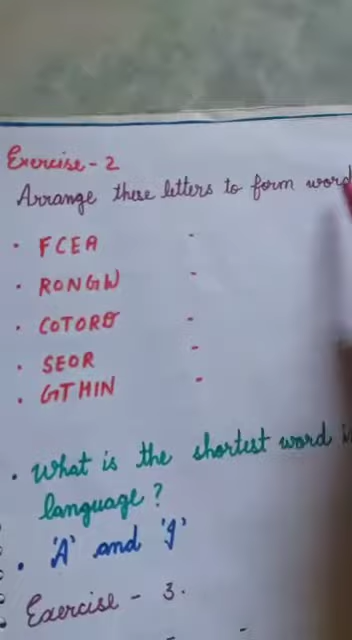 Exercise - 2
Arrange these letters to form word
• FCEA -
• RONGW -
• COTORO -
• SEOR -
• GTHIN -
• What is the shortest word
language ?
• 'A' and 'I'
Exercise - 3.